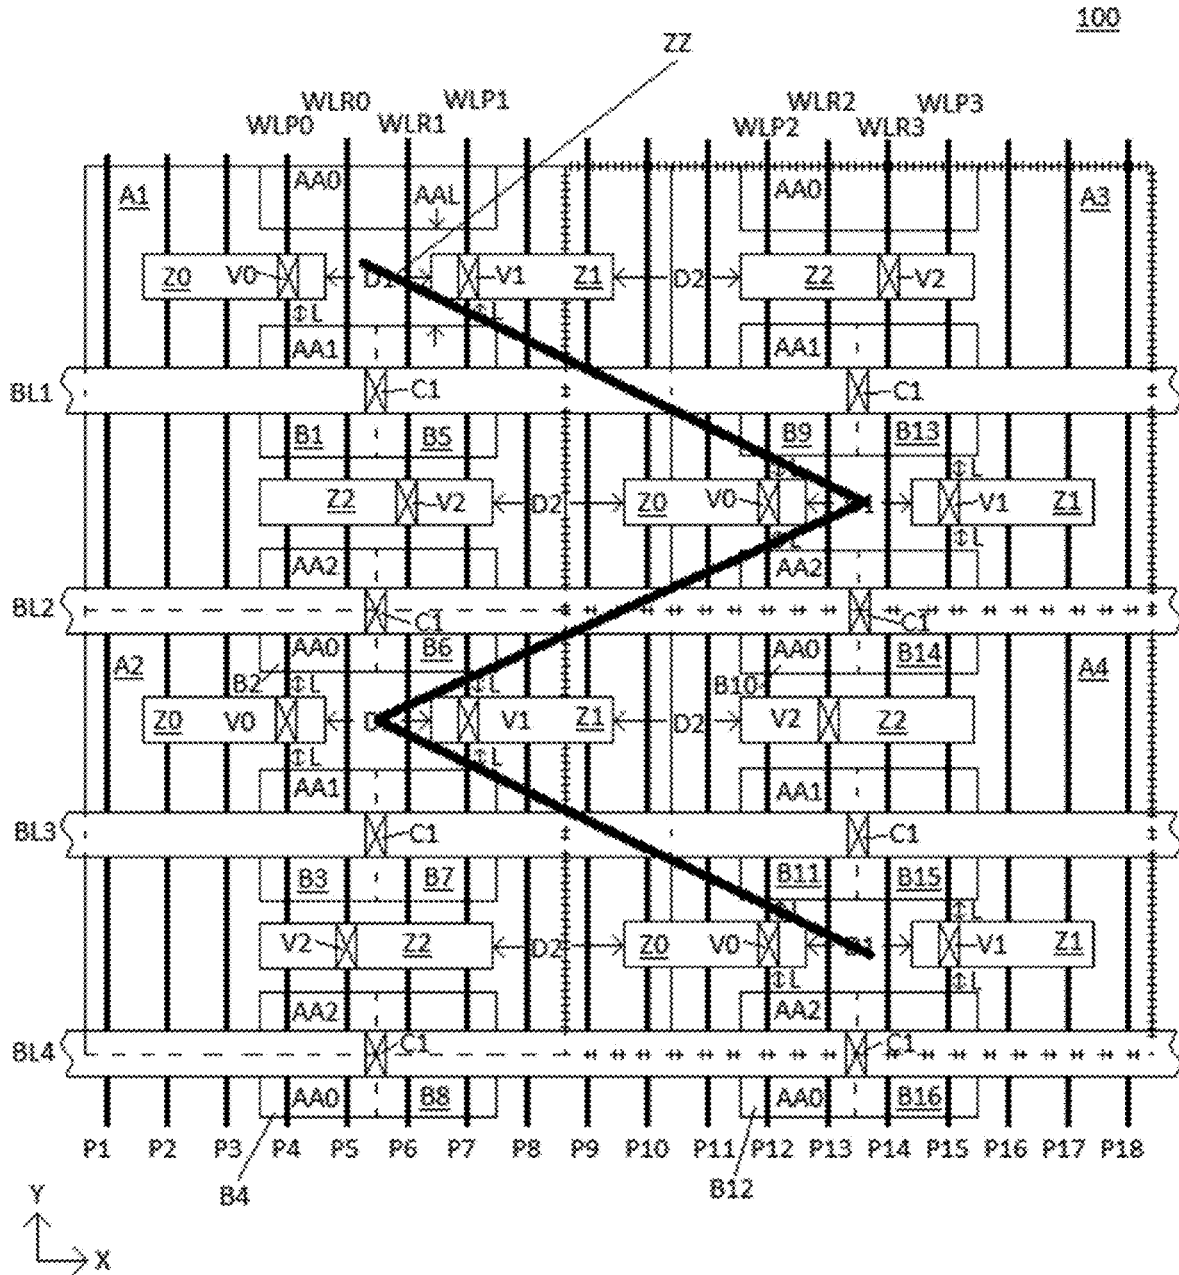 100
ZZ
WLR0 WLP1 WLR2 WLP3
WLP0 WLR1 WLP2 WLR3
A1 AA0 AAL AA0 A3
Z0 V0 D1 V1 Z1 D2 Z2 V2
L L
AA1 AA1
BL1 C1 C1
B1 B5 B9 B13
L L
Z2 V2 D2 Z0 V0 V1 Z1
L L
AA2 AA2
BL2 C1 C1
AA0 B6 AA0 B14
A2 B2 L L B10 A4
Z0 V0 D V1 Z1 D2 V2 Z2
L L
AA1 AA1
BL3 C1 C1
B3 B7 B11 B15
L L
V2 Z2 D2 Z0 V0 D1 V1 Z1
L L
AA2 AA2
BL4 C1 C1
AA0 B8 AA0 B16
P1 P2 P3 P4 P5 P6 P7 P8 P9 P10 P11 P12 P13 P14 P15 P16 P17 P18
B4 B12
Y
X